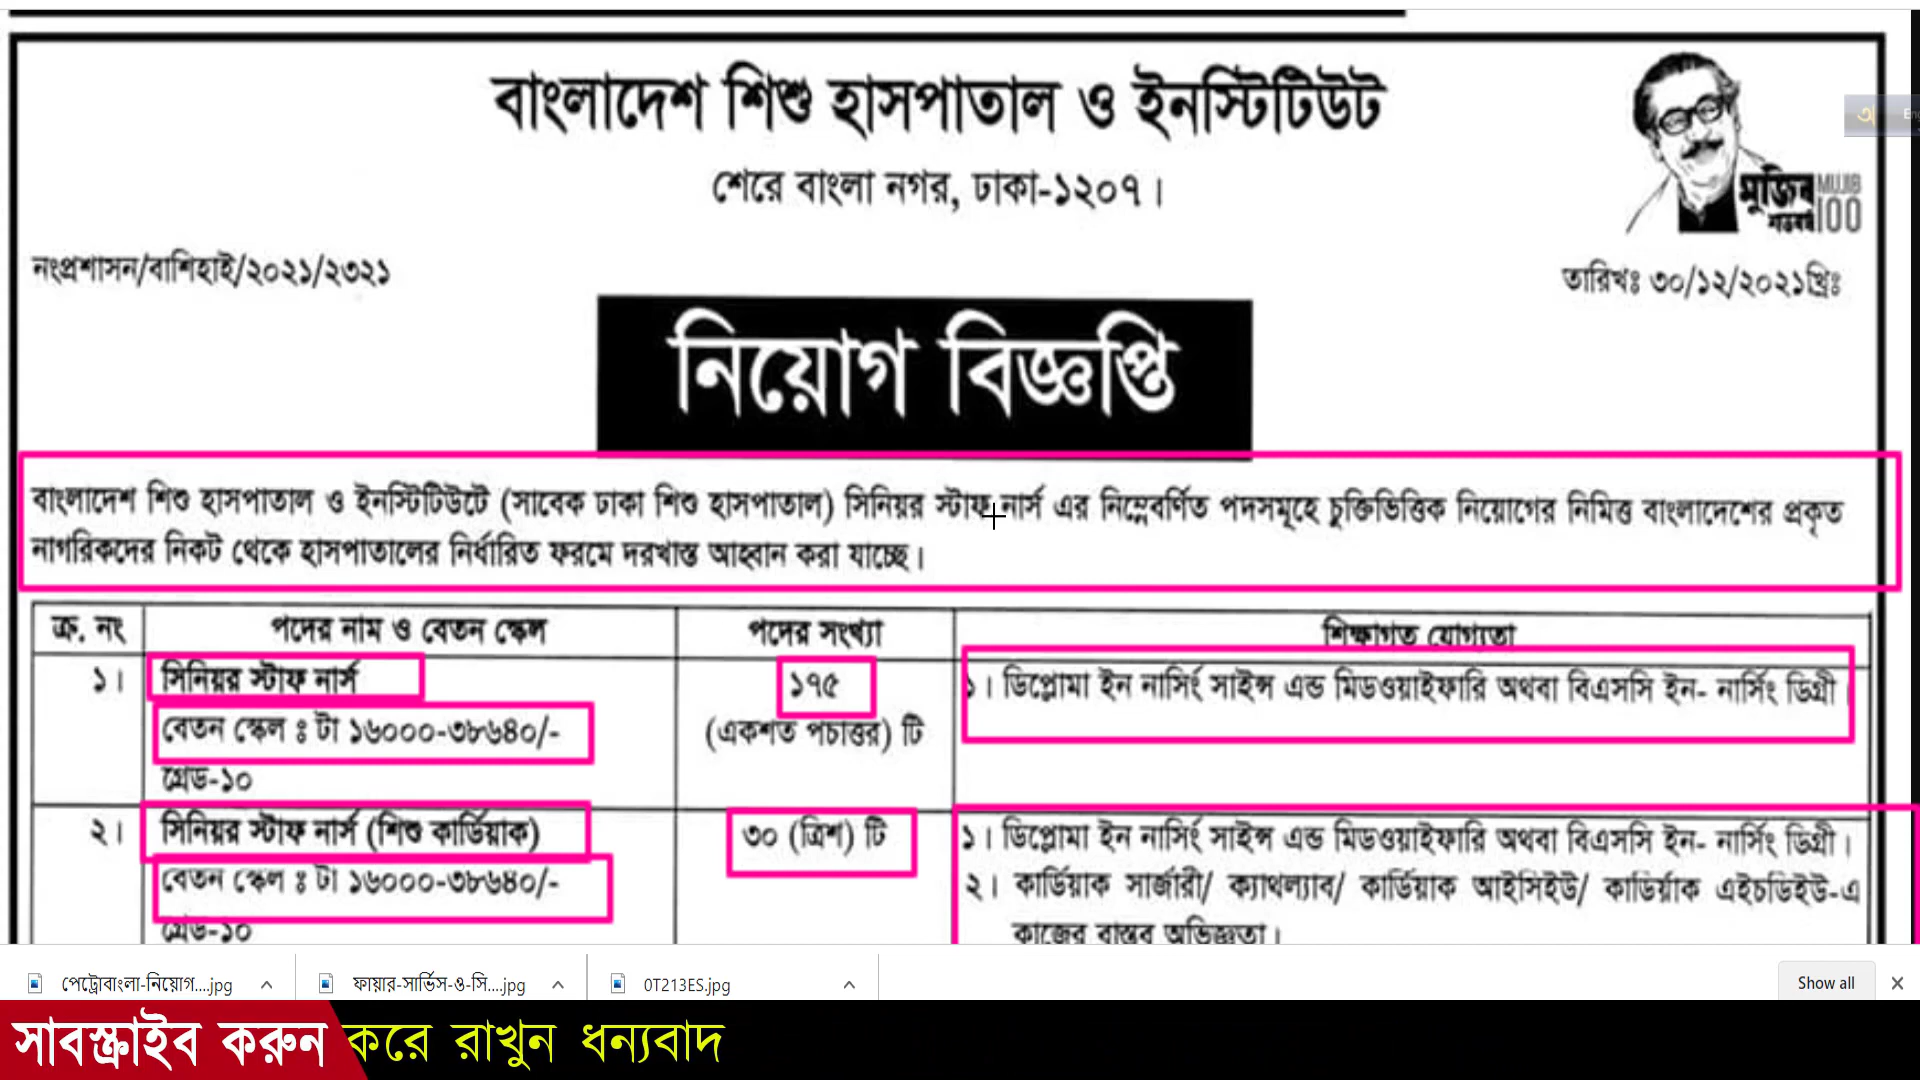 বাংলাদেশ শিশু হাসপাতাল ও ইনস্টিটিউট
শেরে বাংলা নগর, ঢাকা-১২০৭।
মুজিব
শতবর্ষ
MUJIB
100
অ Eng
নংপ্রশাসন/বাশিহাই/২০২১/২৩২১
তারিখঃ ৩০/১২/২০২১খ্রিঃ
নিয়োগ বিজ্ঞপ্তি
বাংলাদেশ শিশু হাসপাতাল ও ইনস্টিটিউটে (সাবেক ঢাকা শিশু হাসপাতাল) সিনিয়র স্টাফ নার্স এর নিম্নেবর্ণিত পদসমূহে চুক্তিভিত্তিক নিয়োগের নিমিত্ত বাংলাদেশের প্রকৃত
নাগরিকদের নিকট থেকে হাসপাতালের নির্ধারিত ফরমে দরখাস্ত আহ্বান করা যাচ্ছে।
ক্র. নং পদের নাম ও বেতন স্কেল পদের সংখ্যা শিক্ষাগত যোগ্যতা
১। সিনিয়র স্টাফ নার্স ১৭৫ ১। ডিপ্লোমা ইন নার্সিং সাইন্স এন্ড মিডওয়াইফারি অথবা বিএসসি ইন- নার্সিং ডিগ্রী।
বেতন স্কেল ঃ টা ১৬০০০-৩৮৬৪০/- (একশত পচাত্তর) টি
গ্রেড-১০
২। সিনিয়র স্টাফ নার্স (শিশু কার্ডিয়াক) ৩০ (ত্রিশ) টি ১। ডিপ্লোমা ইন নার্সিং সাইন্স এন্ড মিডওয়াইফারি অথবা বিএসসি ইন- নার্সিং ডিগ্রী।
বেতন স্কেল ঃ টা ১৬০০০-৩৮৬৪০/- ২। কার্ডিয়াক সার্জারী/ ক্যাথল্যাব/ কার্ডিয়াক আইসিইউ/ কার্ডিয়াক এইচডিইউ-এ
গ্রেড-১০ কাজের বাস্তব অভিজ্ঞতা।
পেট্রোবাংলা-নিয়োগ....jpg ফায়ার-সার্ভিস-ও-সি....jpg 0T213ES.jpg Show all
সাবস্ক্রাইব করুন করে রাখুন ধন্যবাদ